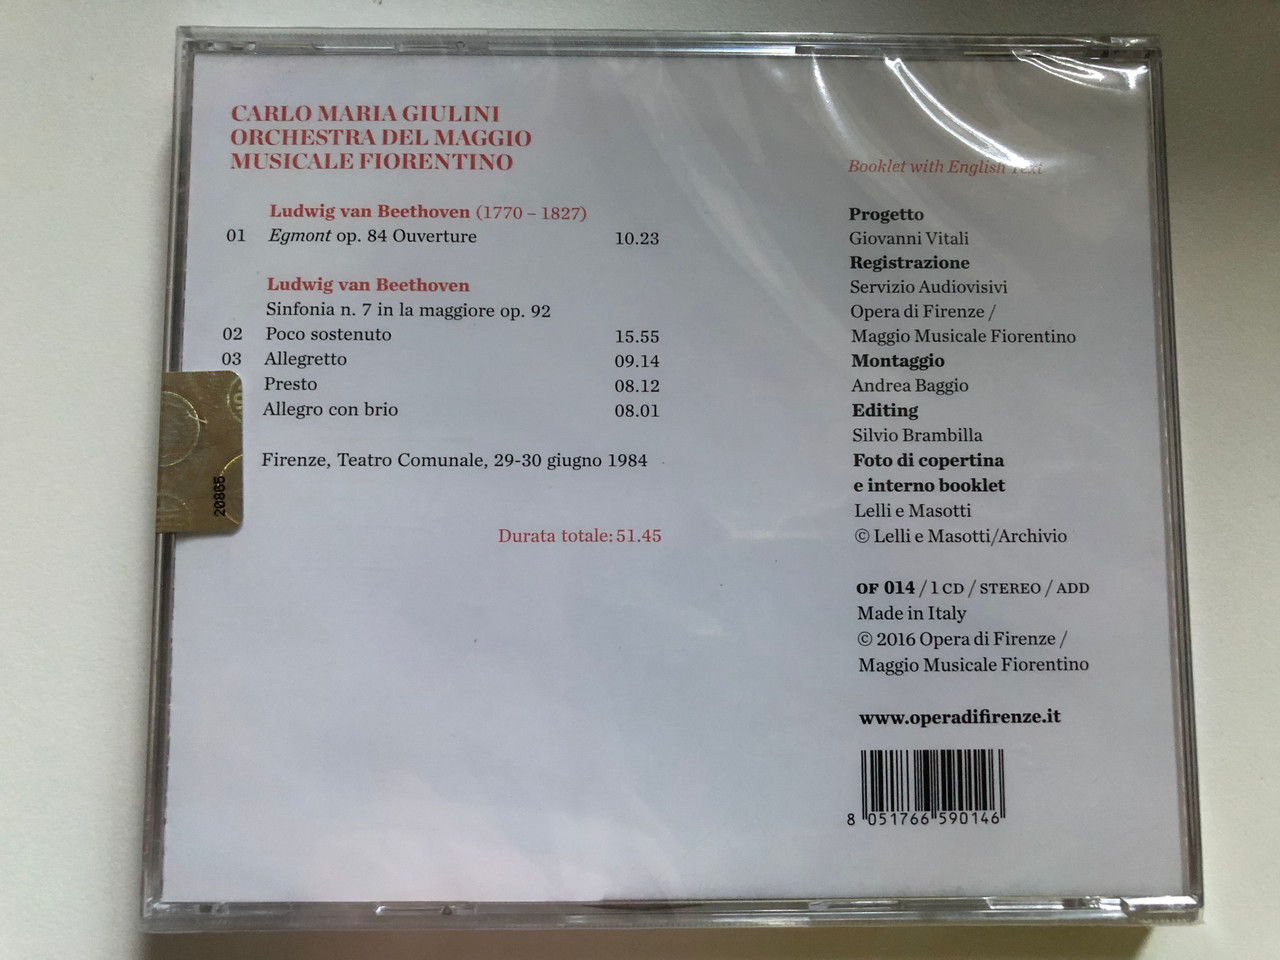 CARLO MARIA GIULINI
ORCHESTRA DEL MAGGIO
MUSICALE FIORENTINO
Ludwig van Beethoven (1770 – 1827)
01 Egmont op. 84 Ouverture 10.23
Ludwig van Beethoven
Sinfonia n. 7 in la maggiore op. 92
02 Poco sostenuto 15.55
03 Allegretto 09.14
Presto 08.12
Allegro con brio 08.01
Firenze, Teatro Comunale, 29-30 giugno 1984
Durata totale: 51.45
20865
Booklet with English Text
Progetto
Giovanni Vitali
Registrazione
Servizio Audiovisivi
Opera di Firenze /
Maggio Musicale Fiorentino
Montaggio
Andrea Baggio
Editing
Silvio Brambilla
Foto di copertina
e interno booklet
Lelli e Masotti
© Lelli e Masotti/Archivio
OF 014 / 1 CD / STEREO / ADD
Made in Italy
© 2016 Opera di Firenze /
Maggio Musicale Fiorentino
www.operadifirenze.it
8 051766 590146